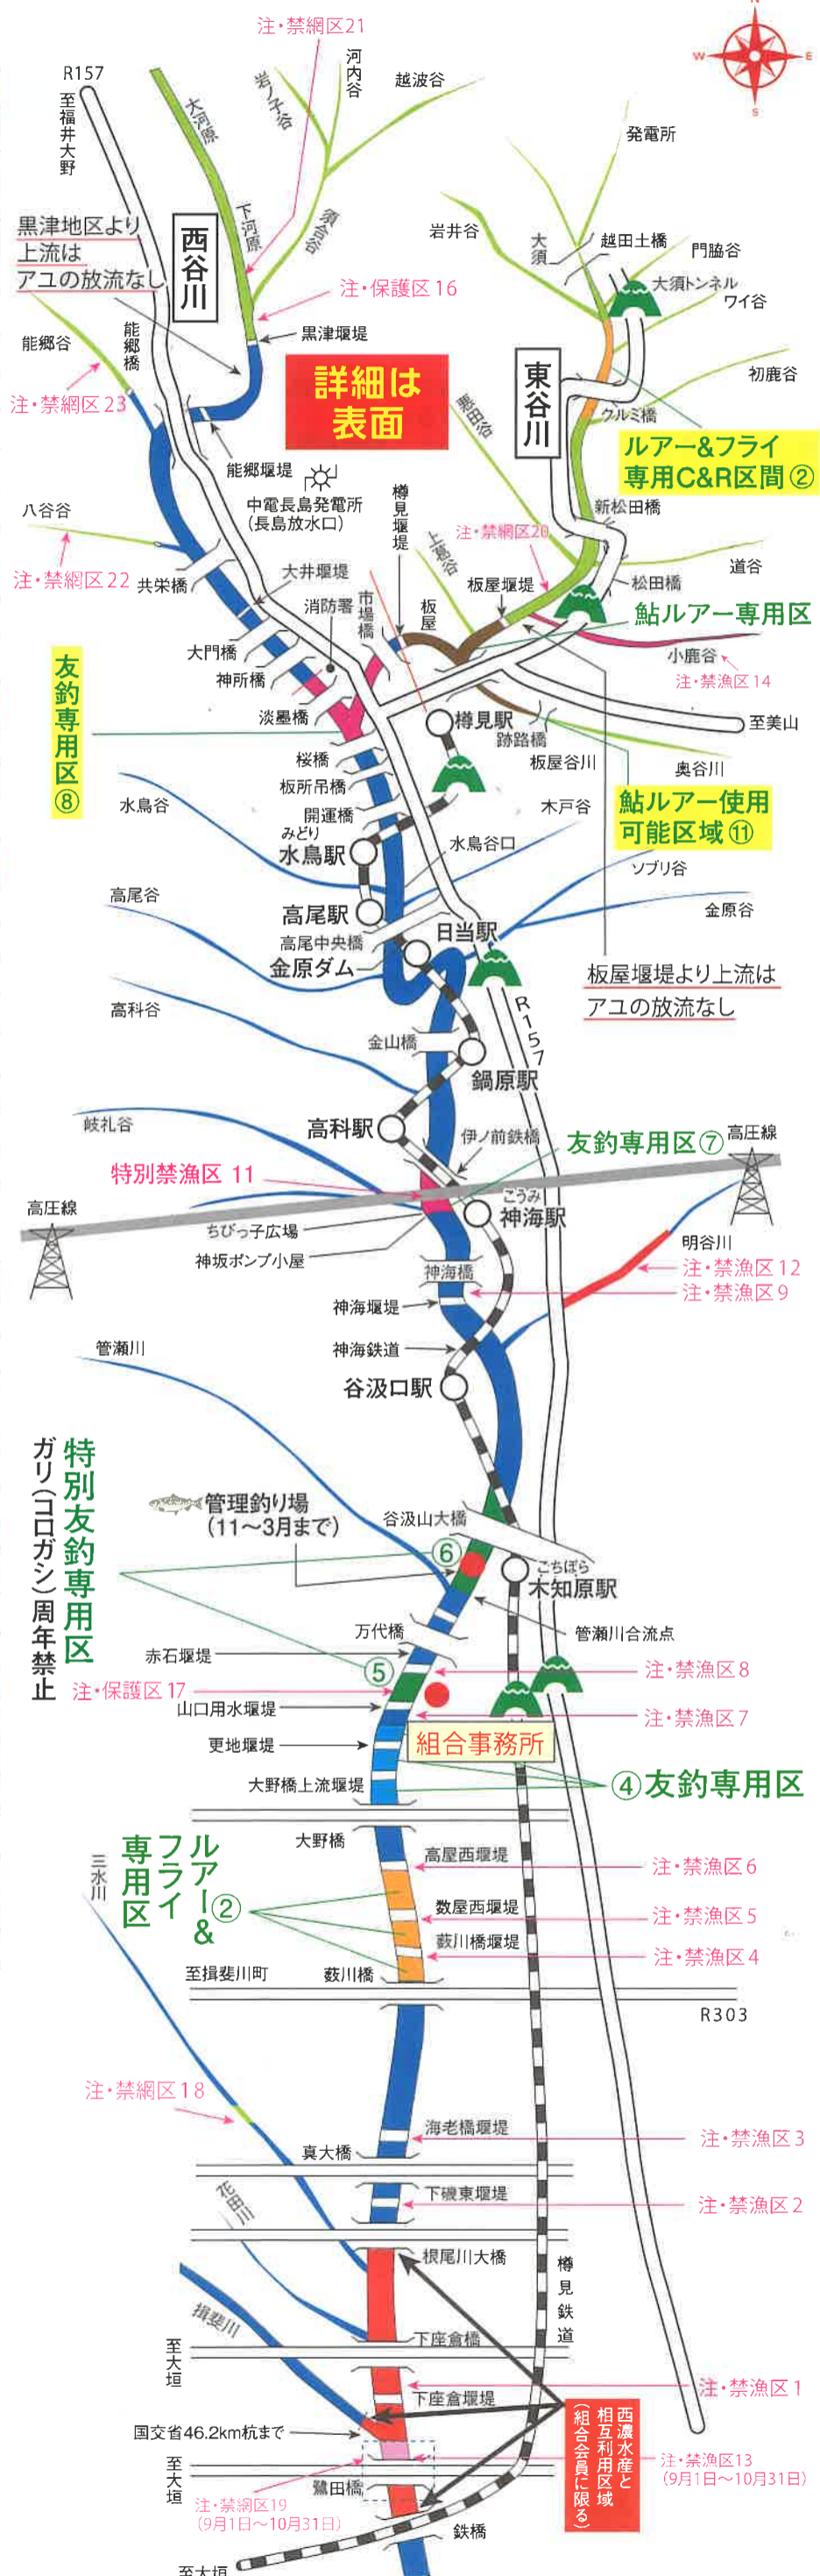 注・禁網区21
N
W
E
S
R157
至福井大野
大河原
岩ノ子谷
河内谷
越波谷
発電所
下河原
須合谷
黒津地区より
上流は
アユの放流なし
西谷川
岩井谷
大須
越田土橋
門脇谷
大須トンネル
ワイ谷
注・保護区16
黒津堰堤
能郷谷
能郷橋
初鹿谷
詳細は
表面
東谷川
注・禁網区23
悪田谷
クルミ橋
ルアー&フライ
専用C&R区間②
能郷堰堤
中電長島発電所
(長島放水口)
樽見堰堤
新松田橋
八谷谷
注・禁網区20
上葛谷
注・禁網区22
共栄橋
大井堰堤
道谷
松田橋
板屋堰堤
消防署
市場橋
板屋
鮎ルアー専用区
大門橋
神所橋
小鹿谷
注・禁漁区14
友釣専用区⑧
淡墨橋
樽見駅
至美山
跡路橋
桜橋
板屋谷川
奥谷川
板所吊橋
水鳥谷
開運橋
木戸谷
鮎ルアー使用
可能区域⑪
みどり
水鳥駅
水鳥谷口
ソブリ谷
高尾谷
高尾駅
金原谷
高尾中央橋
日当駅
金原ダム
板屋堰堤より上流は
アユの放流なし
高科谷
R157
金山橋
鍋原駅
岐礼谷
高科駅
伊ノ前鉄橋
友釣専用区⑦
高圧線
特別禁漁区 11
こうみ
神海駅
高圧線
ちびっ子広場
明谷川
神坂ポンプ小屋
注・禁漁区12
神海橋
注・禁漁区9
神海堰堤
管瀬川
神海鉄道
谷汲口駅
特別友釣専用区
ガリ(コロガシ)周年禁止
管理釣り場
(11〜3月まで)
谷汲山大橋
⑥
こちぼら
木知原駅
万代橋
管瀬川合流点
赤石堰堤
⑤
注・禁漁区8
注・保護区17
山口用水堰堤
注・禁漁区7
更地堰堤
組合事務所
大野橋上流堰堤
④友釣専用区
大野橋
ルアー&
フライ
専用区
②
高屋西堰堤
注・禁漁区6
三水川
数屋西堰堤
注・禁漁区5
薮川橋堰堤
注・禁漁区4
至揖斐川町
薮川橋
R303
注・禁網区18
海老橋堰堤
注・禁漁区3
真大橋
花田川
下磯東堰堤
注・禁漁区2
根尾川大橋
樽見鉄道
揖斐川
下座倉橋
至大垣
注・禁漁区1
下座倉堰堤
西濃水産と
相互利用区域
(組合会員に限る)
国交省46.2km杭まで
至大垣
注・禁漁区13
(9月1日〜10月31日)
鷺田橋
注・禁網区19
(9月1日〜10月31日)
鉄橋
至大垣